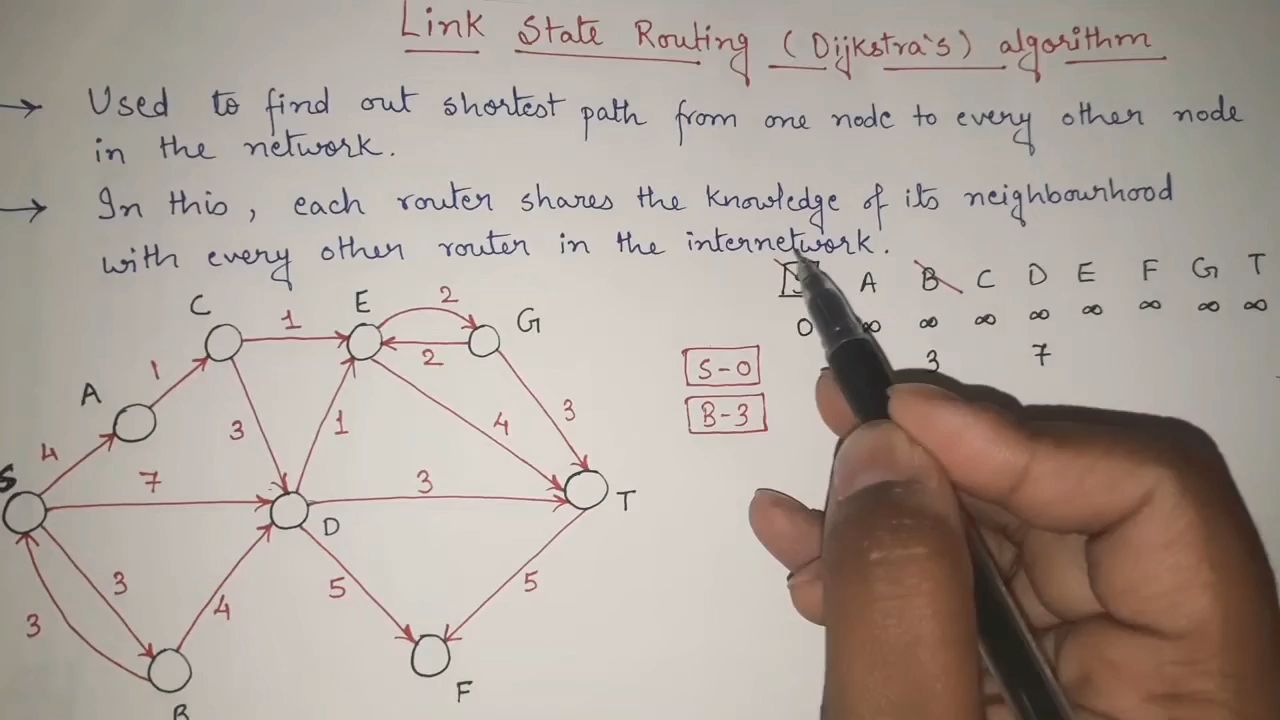 Link State Routing (Dijkstra's) algorithm
→ Used to find out shortest path from one node to every other node
in the network.
→ In this, each router shares the knowledge of its neighbourhood
with every other router in the internetwork.
A B C D E F G T
0 ∞ ∞ ∞ ∞ ∞ ∞ ∞ ∞
3 7
S-0
B-3
C 1 E 2 G
2
1
A
3 1 4 3
4
S 7 3 T
D
3 4 5 5
3
F
B